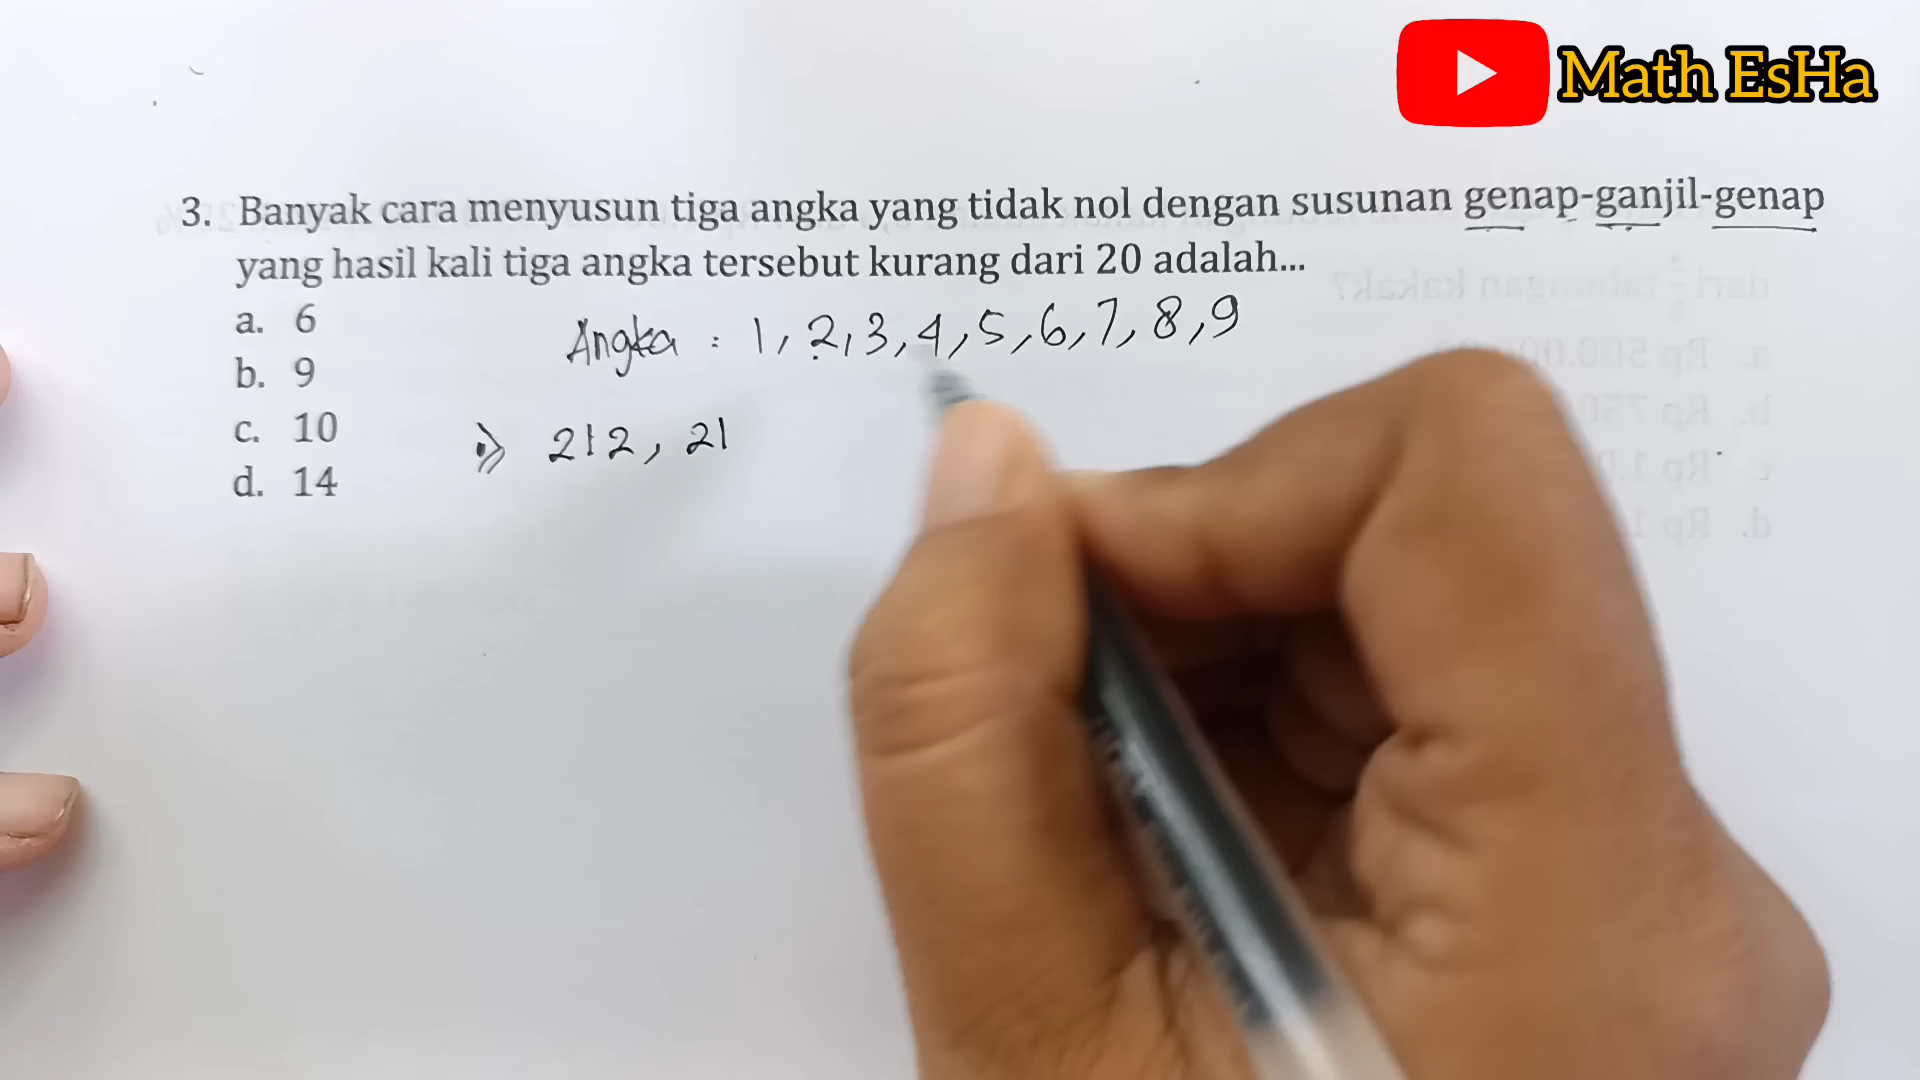 Math EsHa
3. Banyak cara menyusun tiga angka yang tidak nol dengan susunan genap-ganjil-genap
yang hasil kali tiga angka tersebut kurang dari 20 adalah...
a. 6
b. 9
c. 10
d. 14
Angka : 1, 2, 3, 4, 5, 6, 7, 8, 9
212, 21